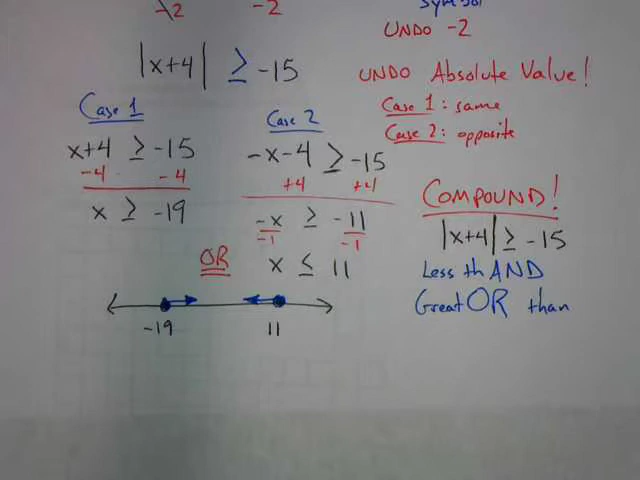 -2 -2
Symbol
UNDO -2
|x+4| ≥ -15
UNDO Absolute Value!
Case 1: same
Case 2: opposite
Case 1
x+4 ≥ -15
-4 -4
x ≥ -19
Case 2
-x-4 ≥ -15
+4 +4
-x ≥ -11
-1 -1
OR x ≤ 11
-19 11
COMPOUND!
|x+4| ≥ -15
Less thAND
GreatOR than